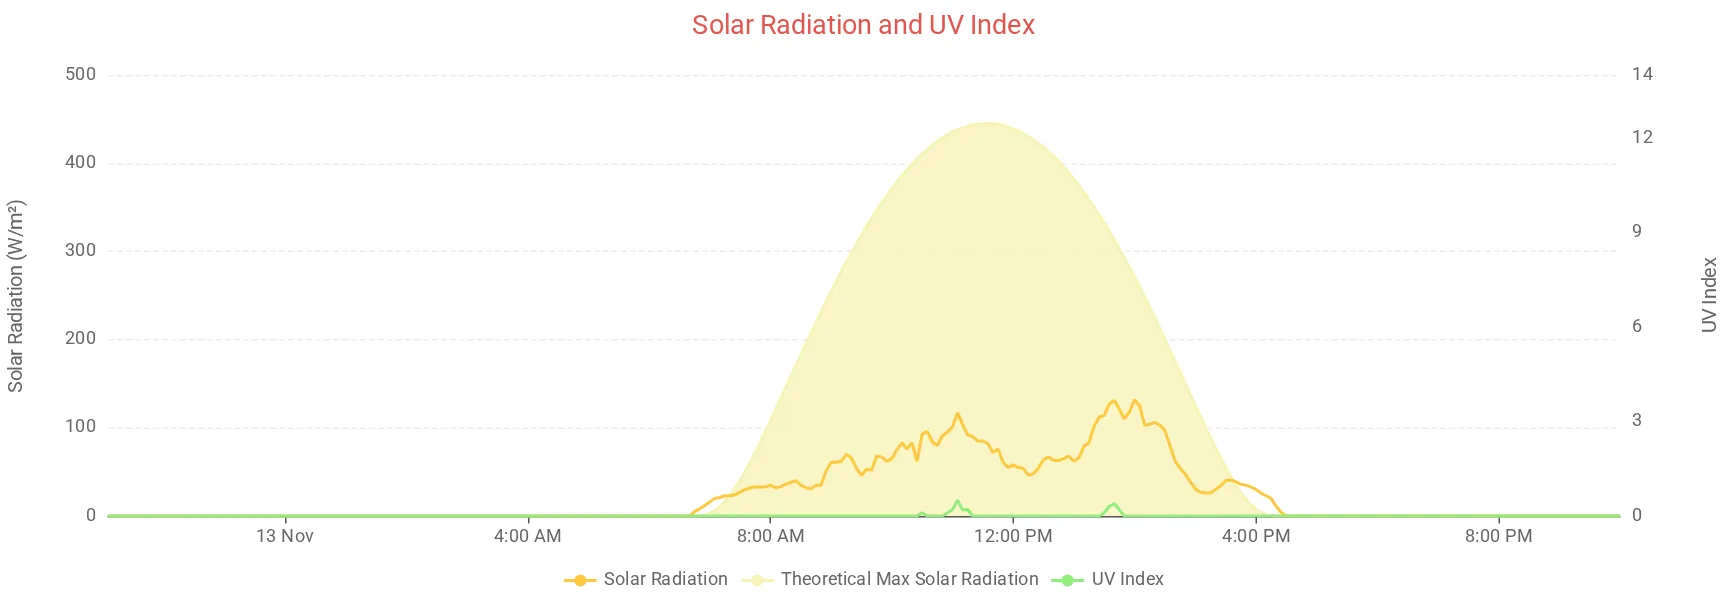 Solar Radiation and UV Index
Solar Radiation (W/m²)
500
400
300
200
100
0
14
12
9
6
3
0
UV Index
13 Nov
4:00 AM
8:00 AM
12:00 PM
4:00 PM
8:00 PM
Solar Radiation
Theoretical Max Solar Radiation
UV Index